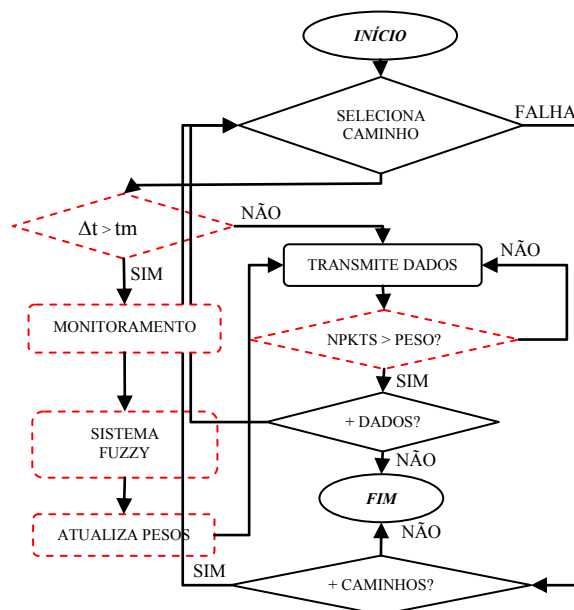 INÍCIO
SELECIONA
CAMINHO
FALHA
Δt > tm
NÃO
SIM
TRANSMITE DADOS
NÃO
MONITORAMENTO
NPKTS > PESO?
SIM
SISTEMA
FUZZY
+ DADOS?
NÃO
FIM
ATUALIZA PESOS
NÃO
SIM
+ CAMINHOS?